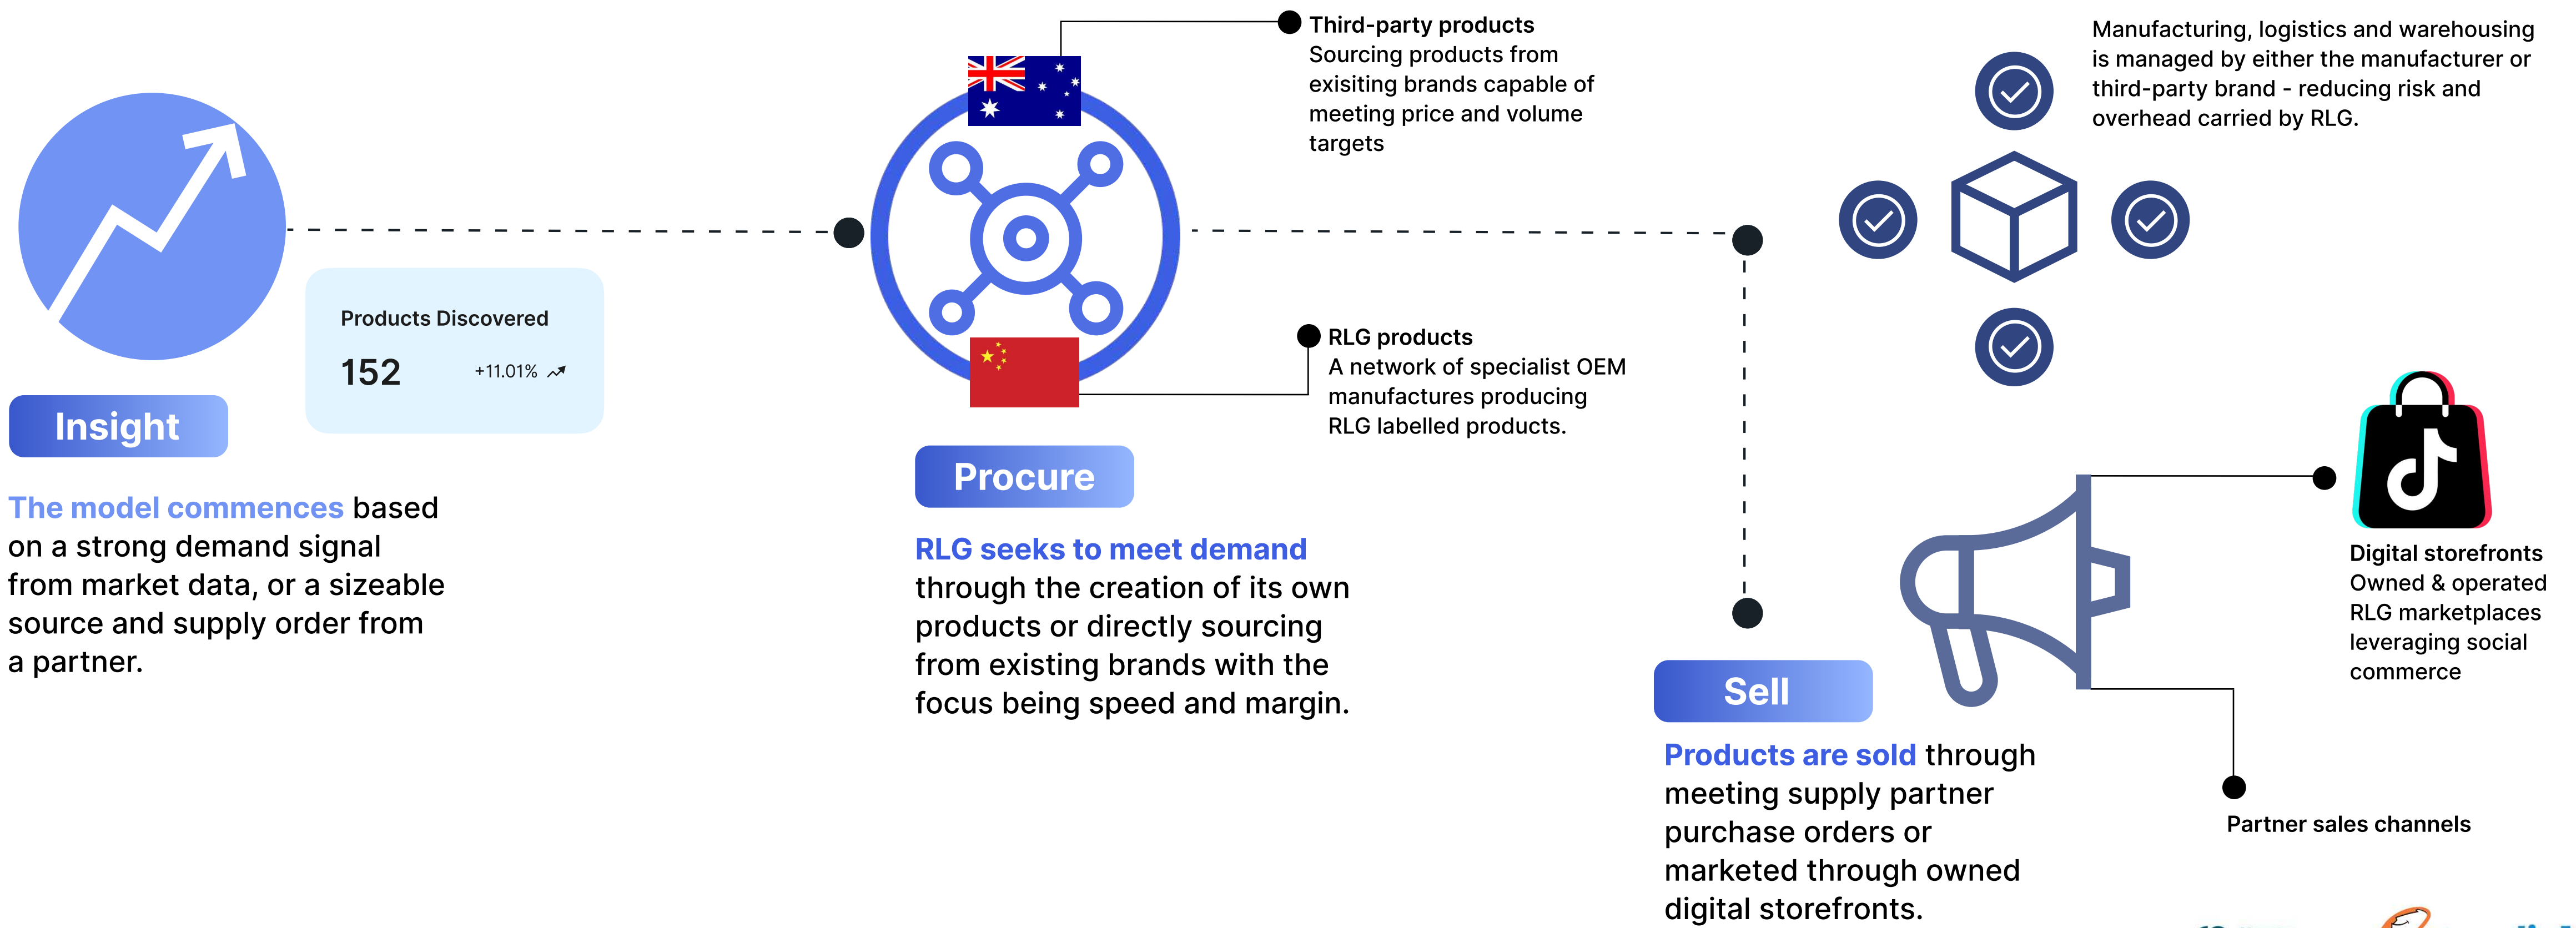 Third-party products
Sourcing products from
exisiting brands capable of
meeting price and volume
targets
Manufacturing, logistics and warehousing
is managed by either the manufacturer or
third-party brand - reducing risk and
overhead carried by RLG.
Products Discovered
152 +11.01%
Insight
The model commences based
on a strong demand signal
from market data, or a sizeable
source and supply order from
a partner.
RLG products
A network of specialist OEM
manufactures producing
RLG labelled products.
Procure
RLG seeks to meet demand
through the creation of its own
products or directly sourcing
from existing brands with the
focus being speed and margin.
Digital storefronts
Owned & operated
RLG marketplaces
leveraging social
commerce
Sell
Products are sold through
meeting supply partner
purchase orders or
marketed through owned
digital storefronts.
Partner sales channels